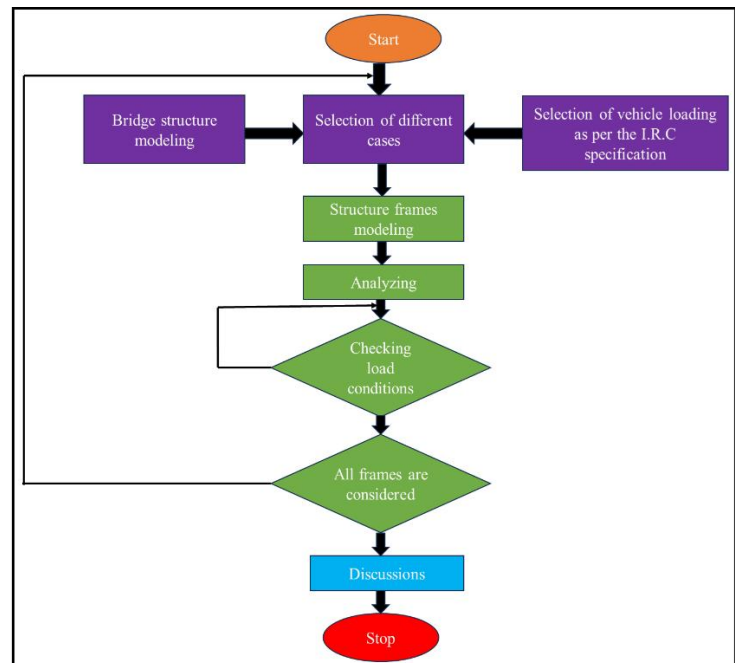 Start
Bridge structure
modeling
Selection of different
cases
Selection of vehicle loading
as per the I.R.C
specification
Structure frames
modeling
Analyzing
Checking
load
conditions
All frames are
considered
Discussions
Stop